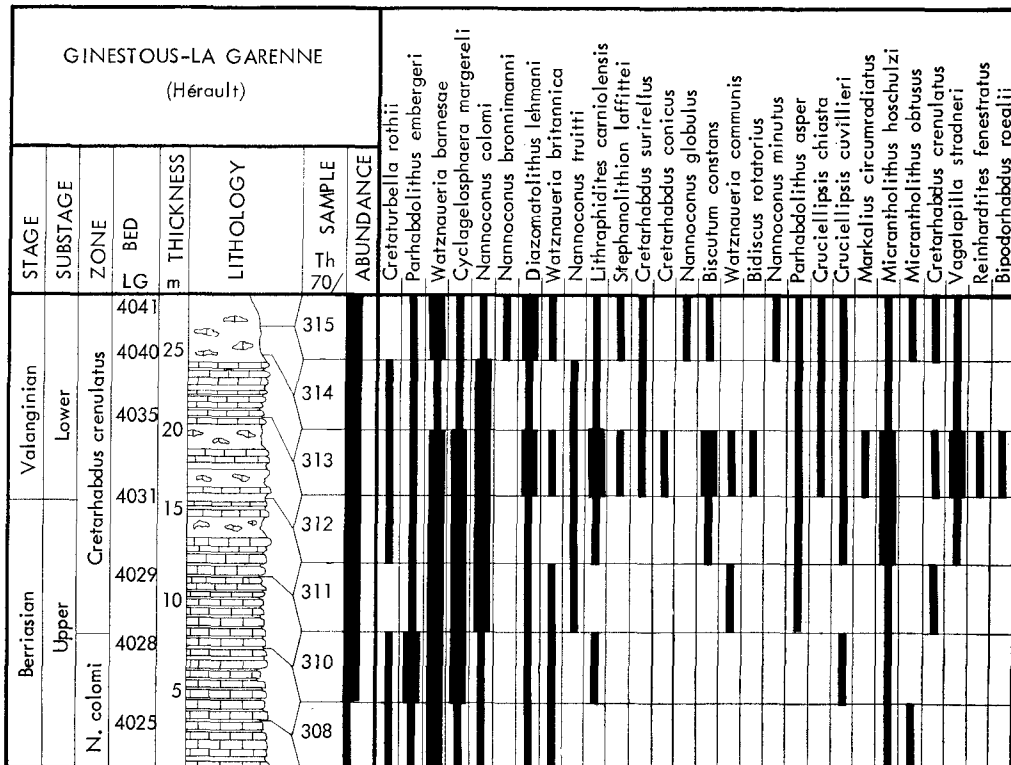 GINESTOUS-LA GARENNE
(Hérault)
STAGE
SUBSTAGE
ZONE
BED
LG
THICKNESS
m
LITHOLOGY
SAMPLE
Th
70/
ABUNDANCE
Cretaturbella rothii
Parhabdolithus embergeri
Watznaueria barnesae
Cyclagelosphaera margereli
Nannoconus colomi
Nannoconus bronnimanni
Diazomatolithus lehmani
Watznaueria britannica
Nannoconus truitti
Lithraphidites carniolensis
Stephanolithion laffittei
Cretarhabdus surirellus
Cretarhabdus conicus
Nannoconus globulus
Biscutum constans
Watznaueria communis
Bidiscus rotatorius
Nannoconus minutus
Parhabdolithus asper
Cruciellipsis chiasta
Cruciellipsis cuvillieri
Markalius circumradiatus
Micrantholithus hoschulzi
Micrantholithus obtusus
Cretarhabdus crenulatus
Vagalapilla stradneri
Reinhardtites fenestratus
Bipodorhabdus roealii
Valanginian
Berriasian
Lower
Upper
Cretarhabdus crenulatus
N. colomi
4041
4040
4035
4031
4029
4028
4025
25
20
15
10
5
315
314
313
312
311
310
308